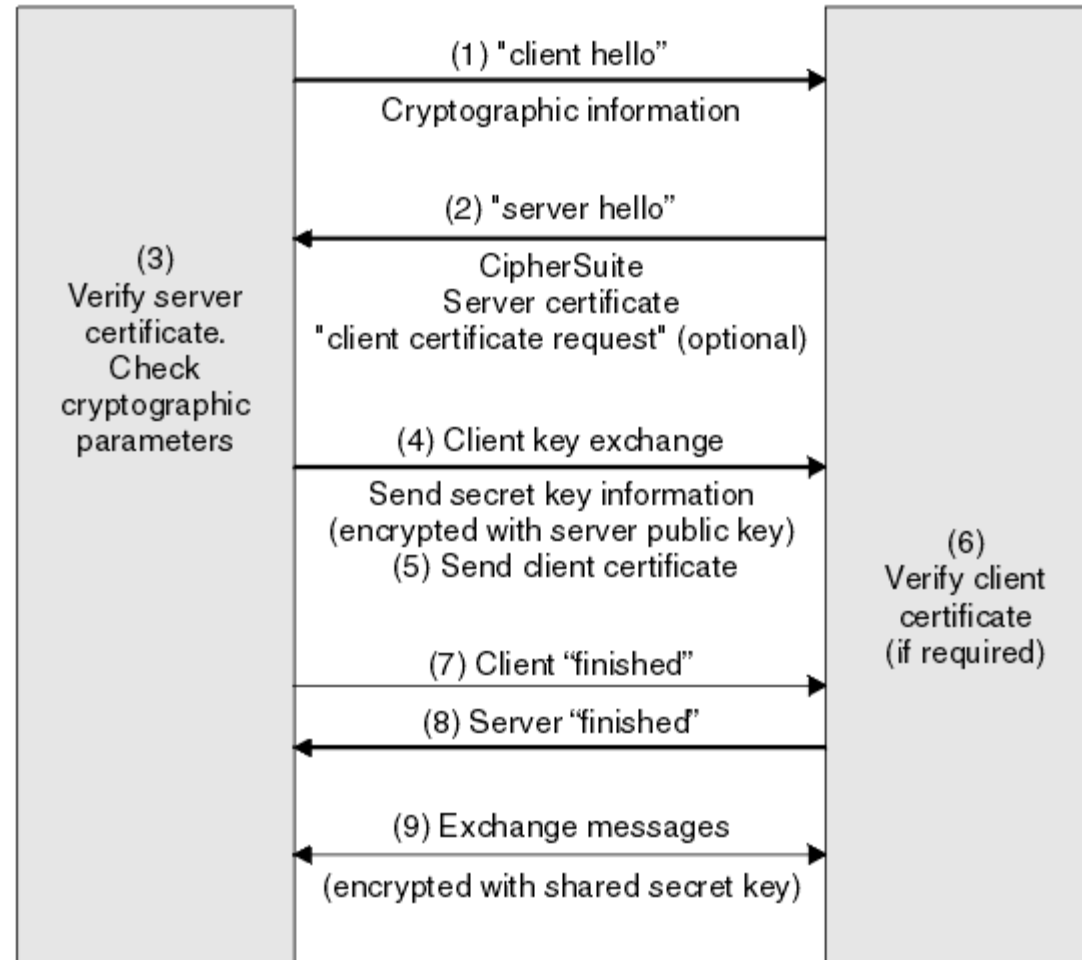 (1) "client hello”
Cryptographic information
(2) "server hello”
CipherSuite
Server certificate
"client certificate request" (optional)
(3)
Verify server
certificate.
Check
cryptographic
parameters
(4) Client key exchange
Send secret key information
(encrypted with server public key)
(5) Send client certificate
(6)
Verify client
certificate
(if required)
(7) Client “finished”
(8) Server “finished”
(9) Exchange messages
(encrypted with shared secret key)